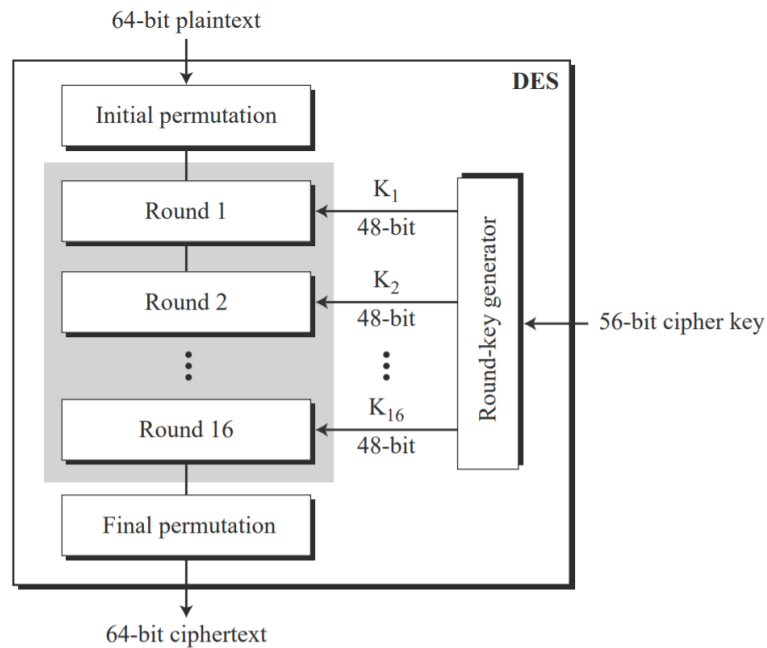 64-bit plaintext
DES
Initial permutation
Round 1
K1
48-bit
Round 2
K2
48-bit
Round-key generator
56-bit cipher key
Round 16
K16
48-bit
Final permutation
64-bit ciphertext